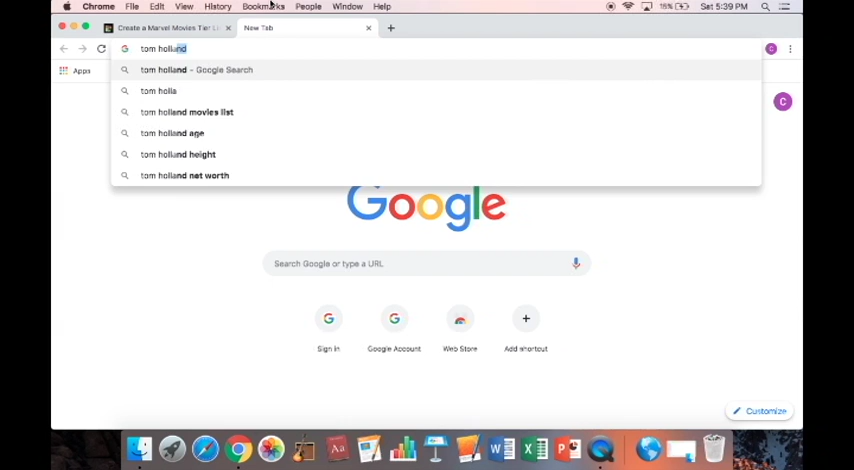 Chrome File Edit View History Bookmarks People Window Help 15% Sat 5:39 PM
Create a Marvel Movies Tier Li New Tab
tom holland
C
Apps
tom holland - Google Search
tom holla
tom holland movies list
tom holland age
tom holland height
tom holland net worth
C
Google
Search Google or type a URL
Sign in Google Account Web Store Add shortcut
Customize